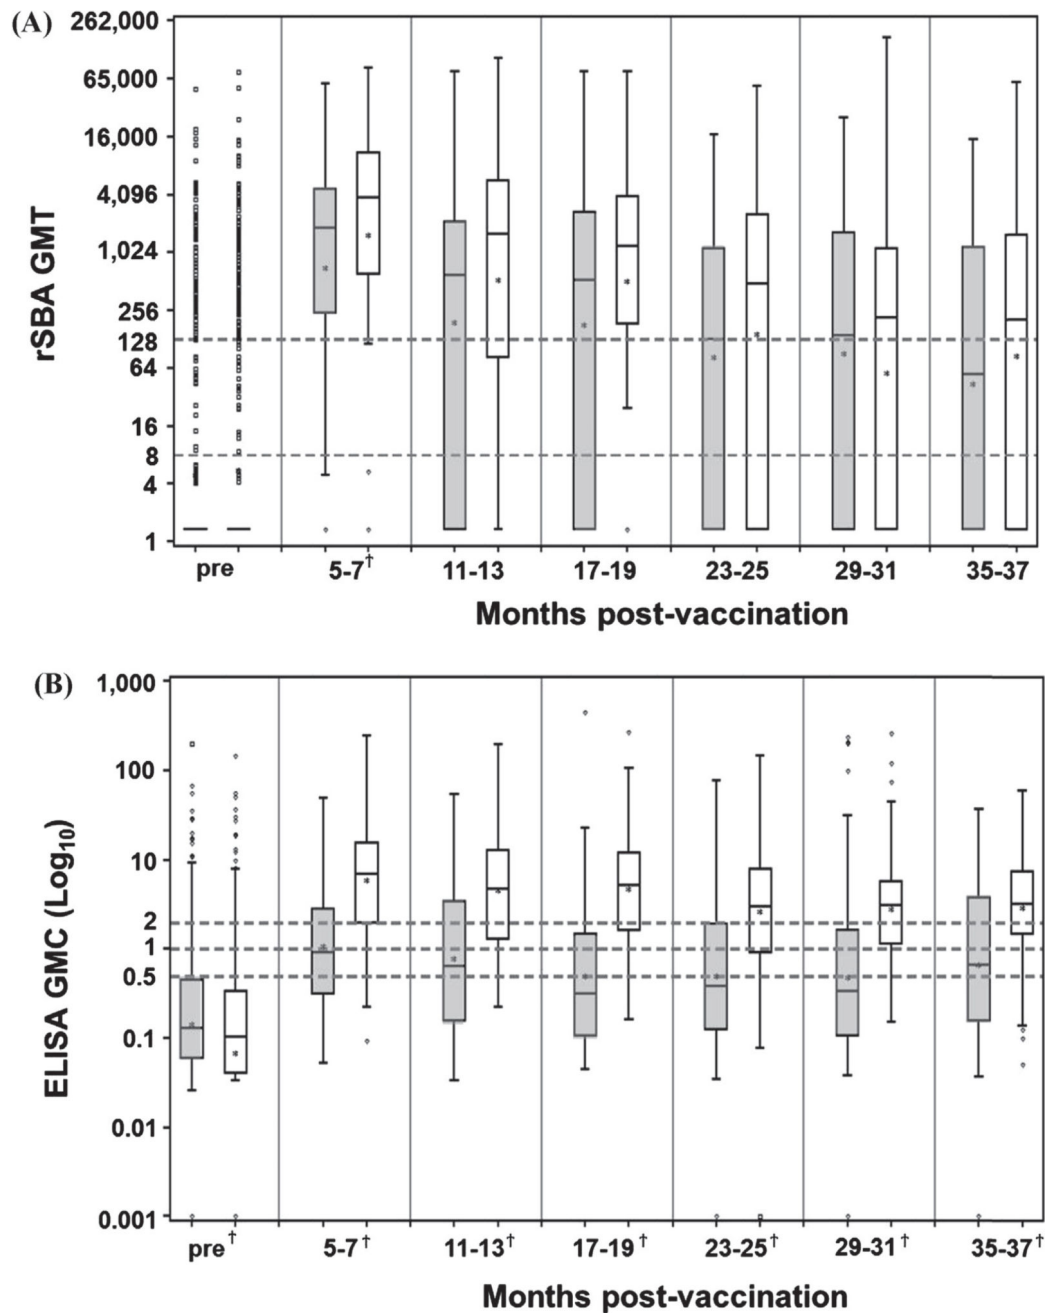 (A)
262,000
65,000
16,000
4,096
1,024
256
128
64
16
8
4
1
rSBA GMT
pre 5-7† 11-13 17-19 23-25 29-31 35-37
Months post-vaccination
(B)
1,000
100
10
2
1
0.5
0.1
0.01
0.001
ELISA GMC (Log10)
pre† 5-7† 11-13† 17-19† 23-25† 29-31† 35-37†
Months post-vaccination